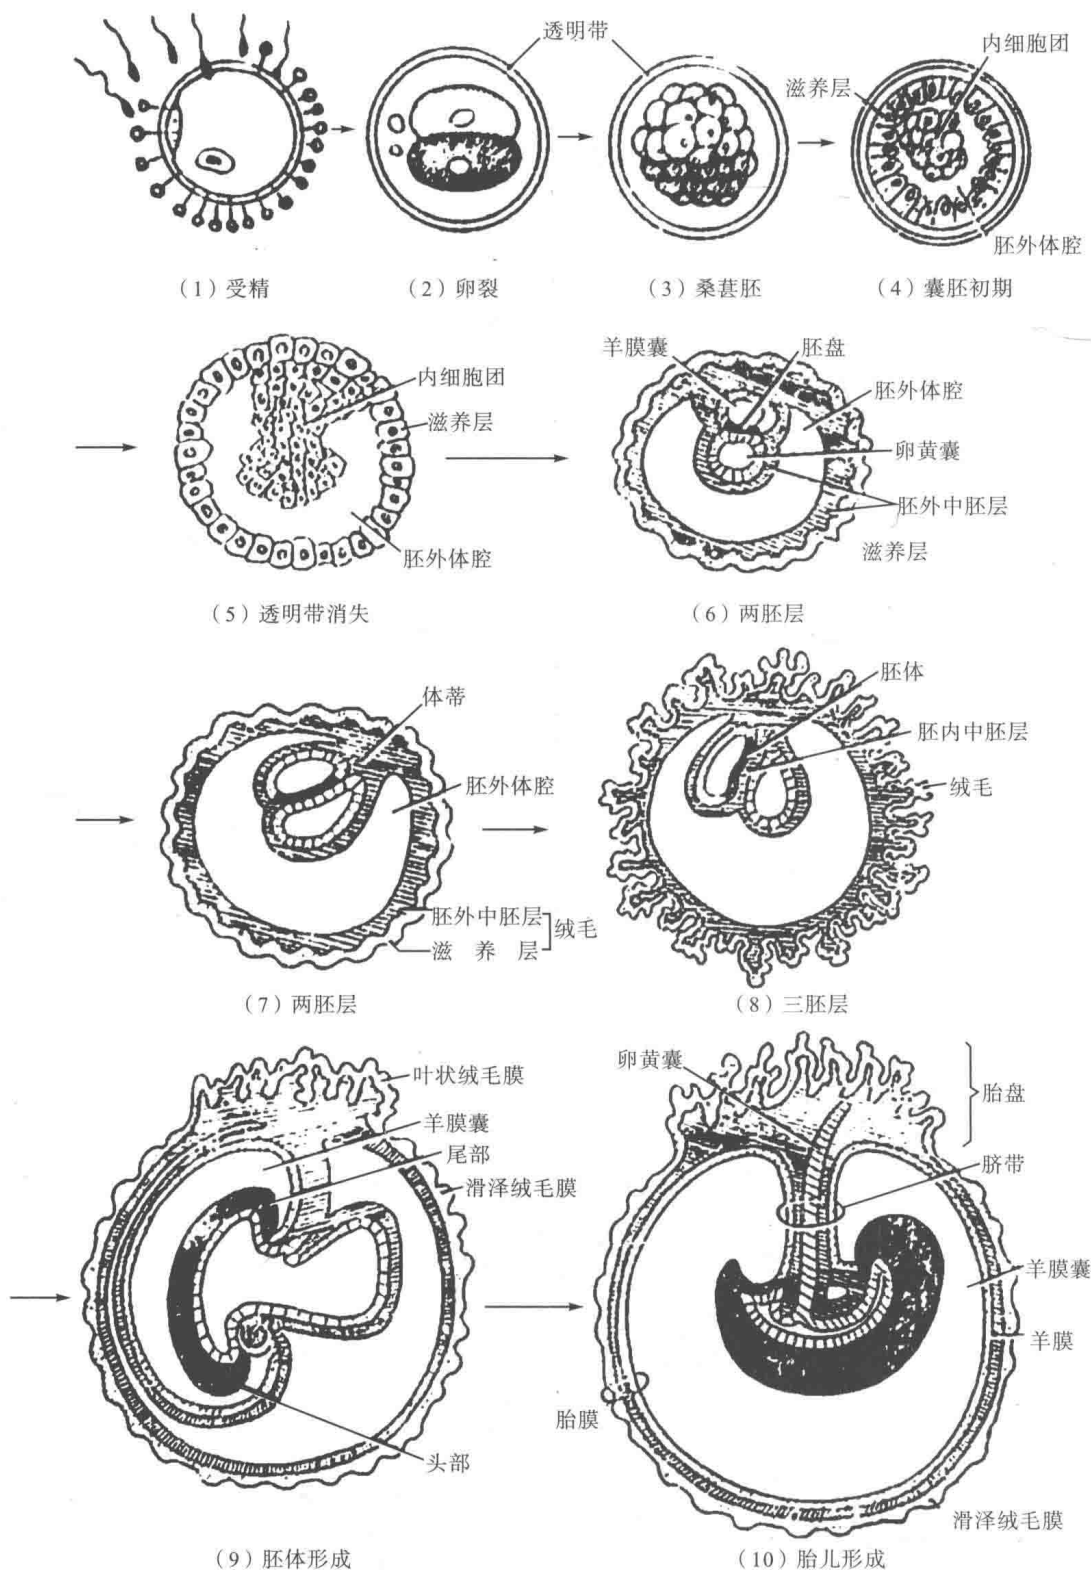 透明带
内细胞团
滋养层
胚外体腔
（1）受精
（2）卵裂
（3）桑葚胚
（4）囊胚初期
内细胞团
滋养层
胚外体腔
羊膜囊
胚盘
胚外体腔
卵黄囊
胚外中胚层
滋养层
（5）透明带消失
（6）两胚层
体蒂
胚外体腔
胚外中胚层
滋养层
绒毛
胚体
胚内中胚层
绒毛
（7）两胚层
（8）三胚层
叶状绒毛膜
羊膜囊
尾部
滑泽绒毛膜
头部
卵黄囊
胎盘
脐带
羊膜囊
羊膜
胎膜
滑泽绒毛膜
（9）胚体形成
（10）胎儿形成